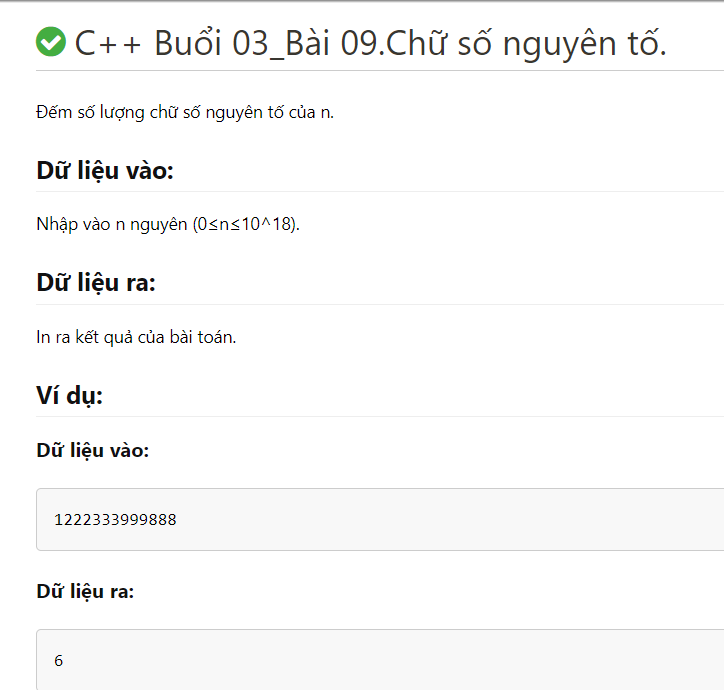 C++ Buổi 03_Bài 09.Chữ số nguyên tố.
Đếm số lượng chữ số nguyên tố của n.
Dữ liệu vào:
Nhập vào n nguyên (0≤n≤10^18).
Dữ liệu ra:
In ra kết quả của bài toán.
Ví dụ:
Dữ liệu vào:
1222333999888
Dữ liệu ra:
6